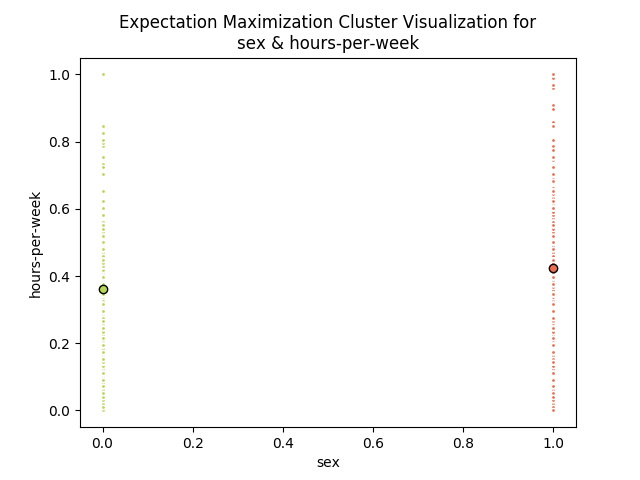 Expectation Maximization Cluster Visualization for
sex & hours-per-week
1.0
0.8
0.6
0.4
0.2
0.0
hours-per-week
0.0 0.2 0.4 0.6 0.8 1.0
sex